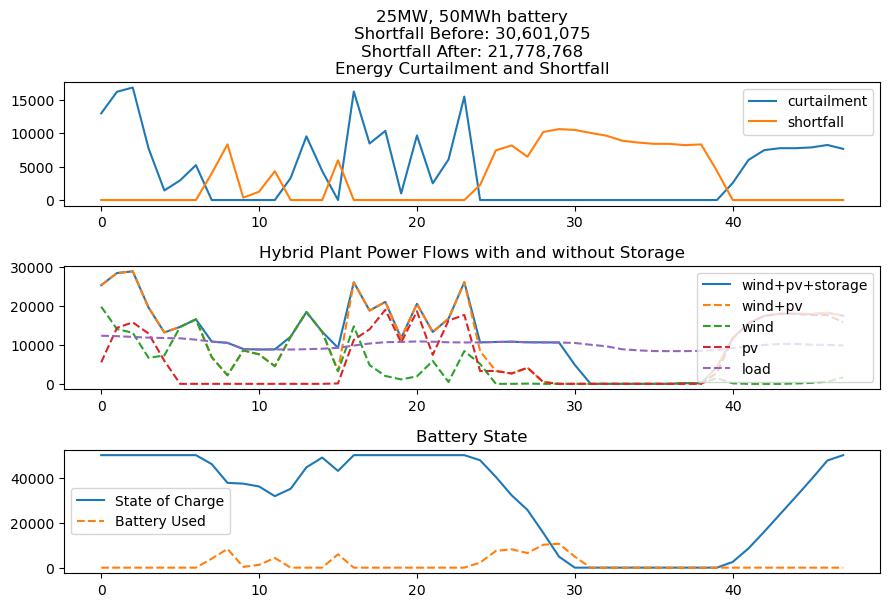 25MW, 50MWh battery
Shortfall Before: 30,601,075
Shortfall After: 21,778,768
Energy Curtailment and Shortfall
15000
10000
5000
0
curtailment
shortfall
0
10
20
30
40
Hybrid Plant Power Flows with and without Storage
30000
20000
10000
0
wind+pv+storage
wind+pv
wind
pv
load
0
10
20
30
40
Battery State
40000
20000
0
State of Charge
Battery Used
0
10
20
30
40